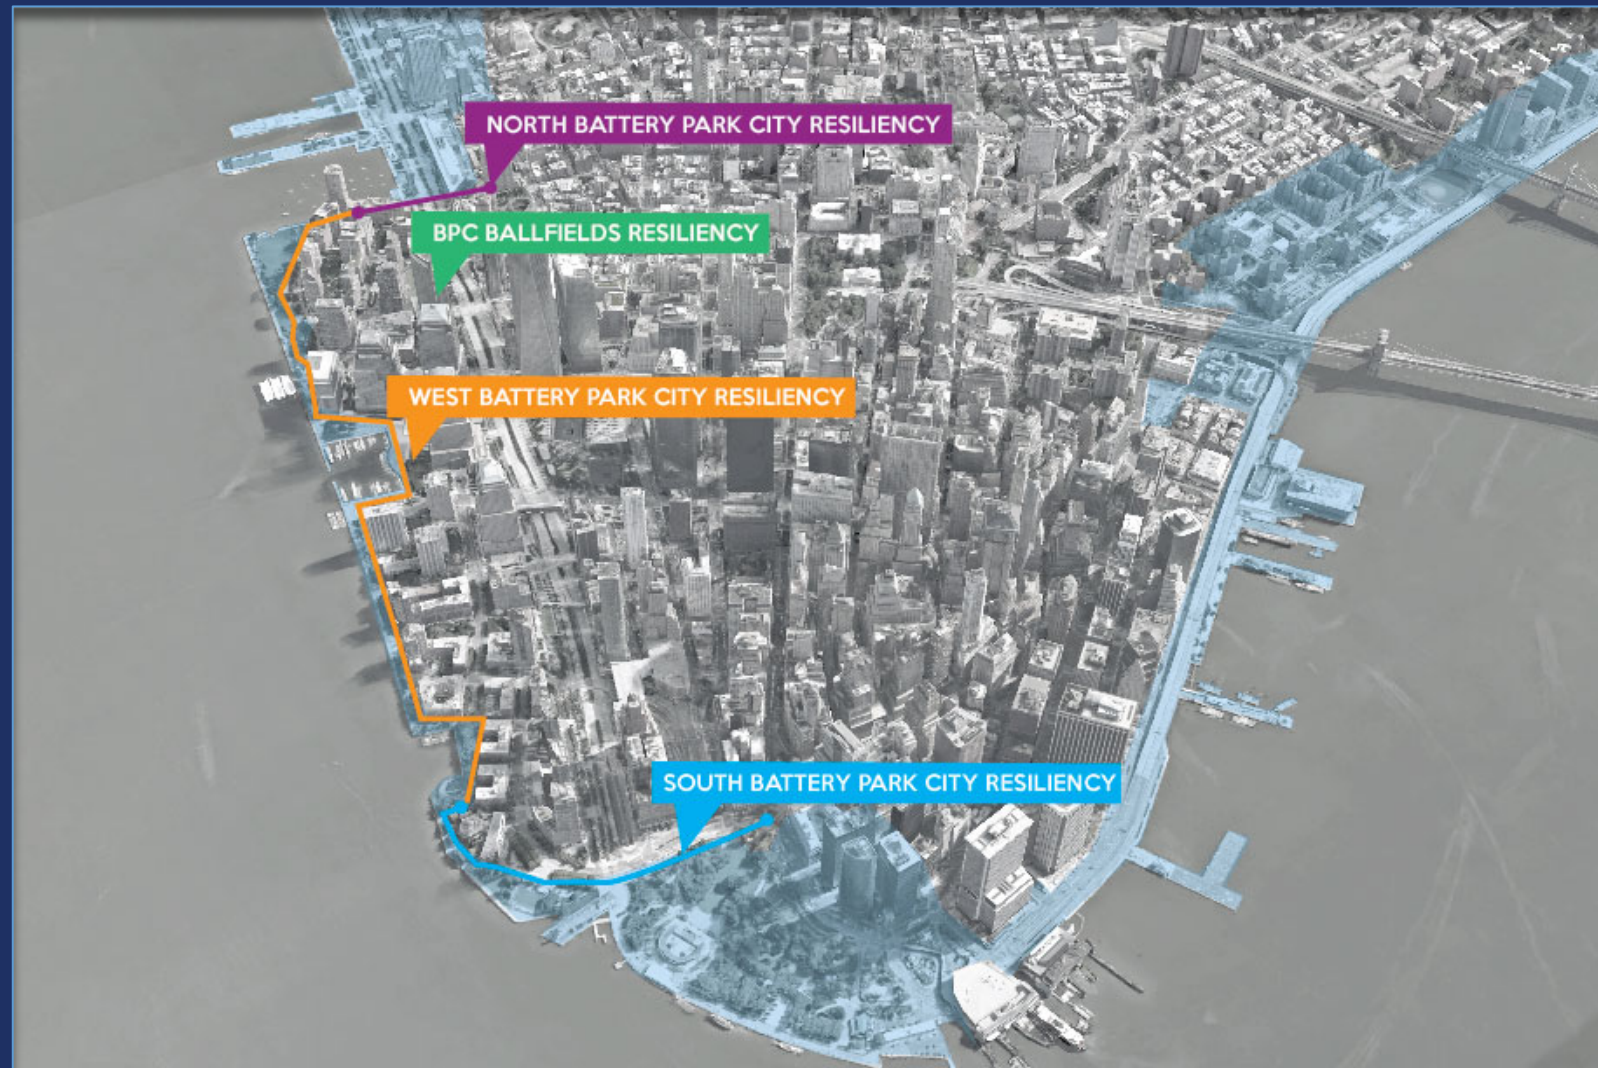 NORTH BATTERY PARK CITY RESILIENCY
BPC BALLFIELDS RESILIENCY
WEST BATTERY PARK CITY RESILIENCY
SOUTH BATTERY PARK CITY RESILIENCY